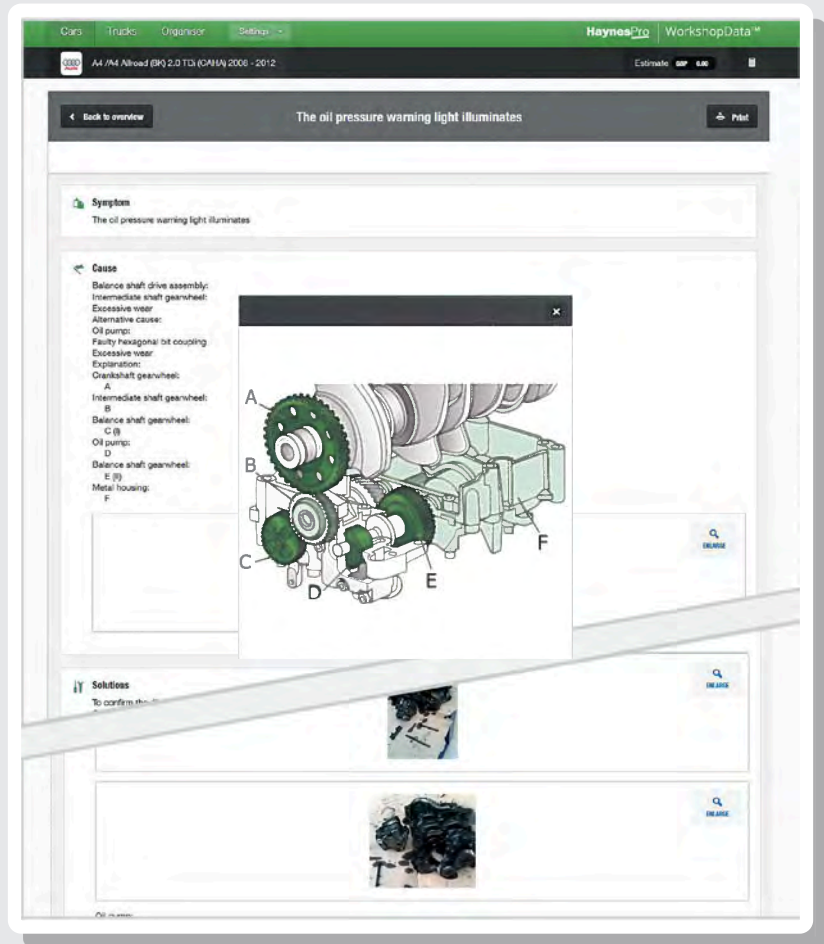 Cars Trucks Organiser Settings
HaynesPro WorkshopData™
Audi
A4 /A4 Allroad (8K) 2.0 TDi (CAHA) 2008 - 2012
Estimate GBP 0.00
Back to overview
The oil pressure warning light illuminates
Print
Symptom
The oil pressure warning light illuminates
Cause
Balance shaft drive assembly:
Intermediate shaft gearwheel:
Excessive wear
Alternative cause:
Oil pump:
Faulty hexagonal bit coupling
Excessive wear
Explanation:
Crankshaft gearwheel:
A
Intermediate shaft gearwheel:
B
Balance shaft gearwheel:
C (I)
Oil pump:
D
Balance shaft gearwheel:
E (II)
Metal housing:
F
A
B
C
D
E
F
ENLARGE
Solutions
To confirm the
ENLARGE
ENLARGE
Oil pump: